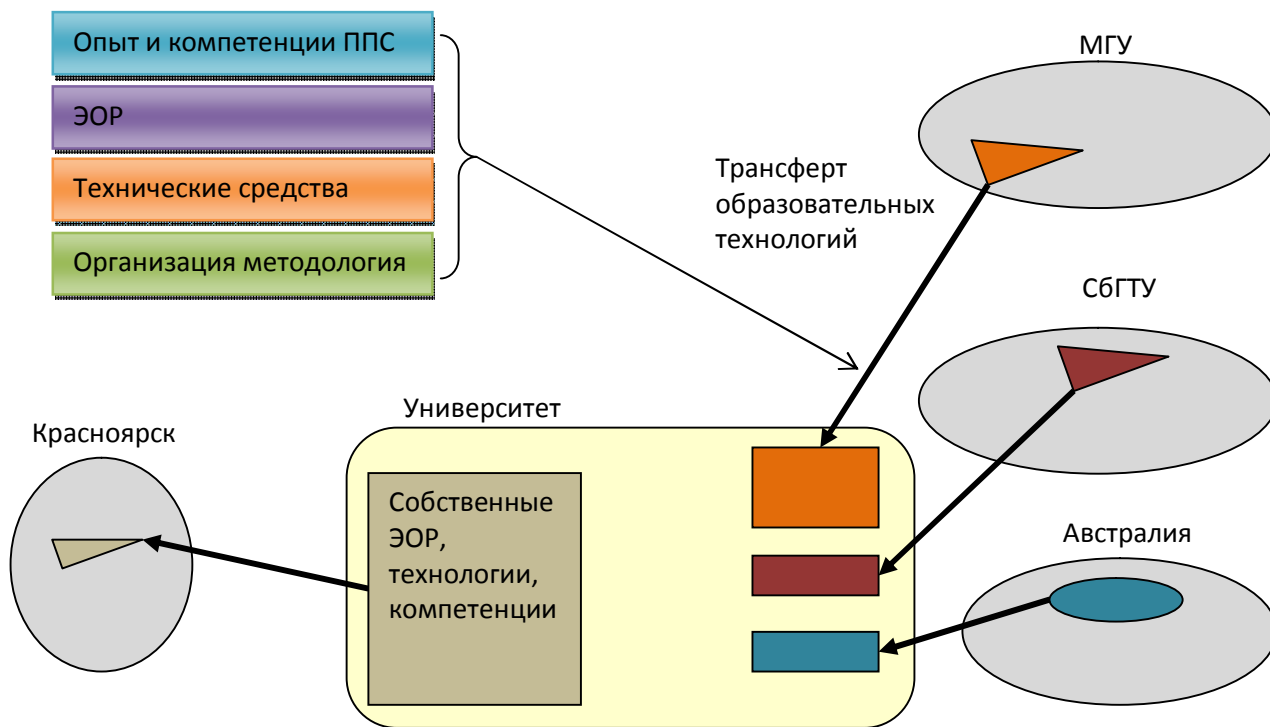 Опыт и компетенции ППС
ЭОР
Технические средства
Организация методология
МГУ
Трансферт
образовательных
технологий
СбГТУ
Университет
Красноярск
Собственные
ЭОР,
технологии,
компетенции
Австралия